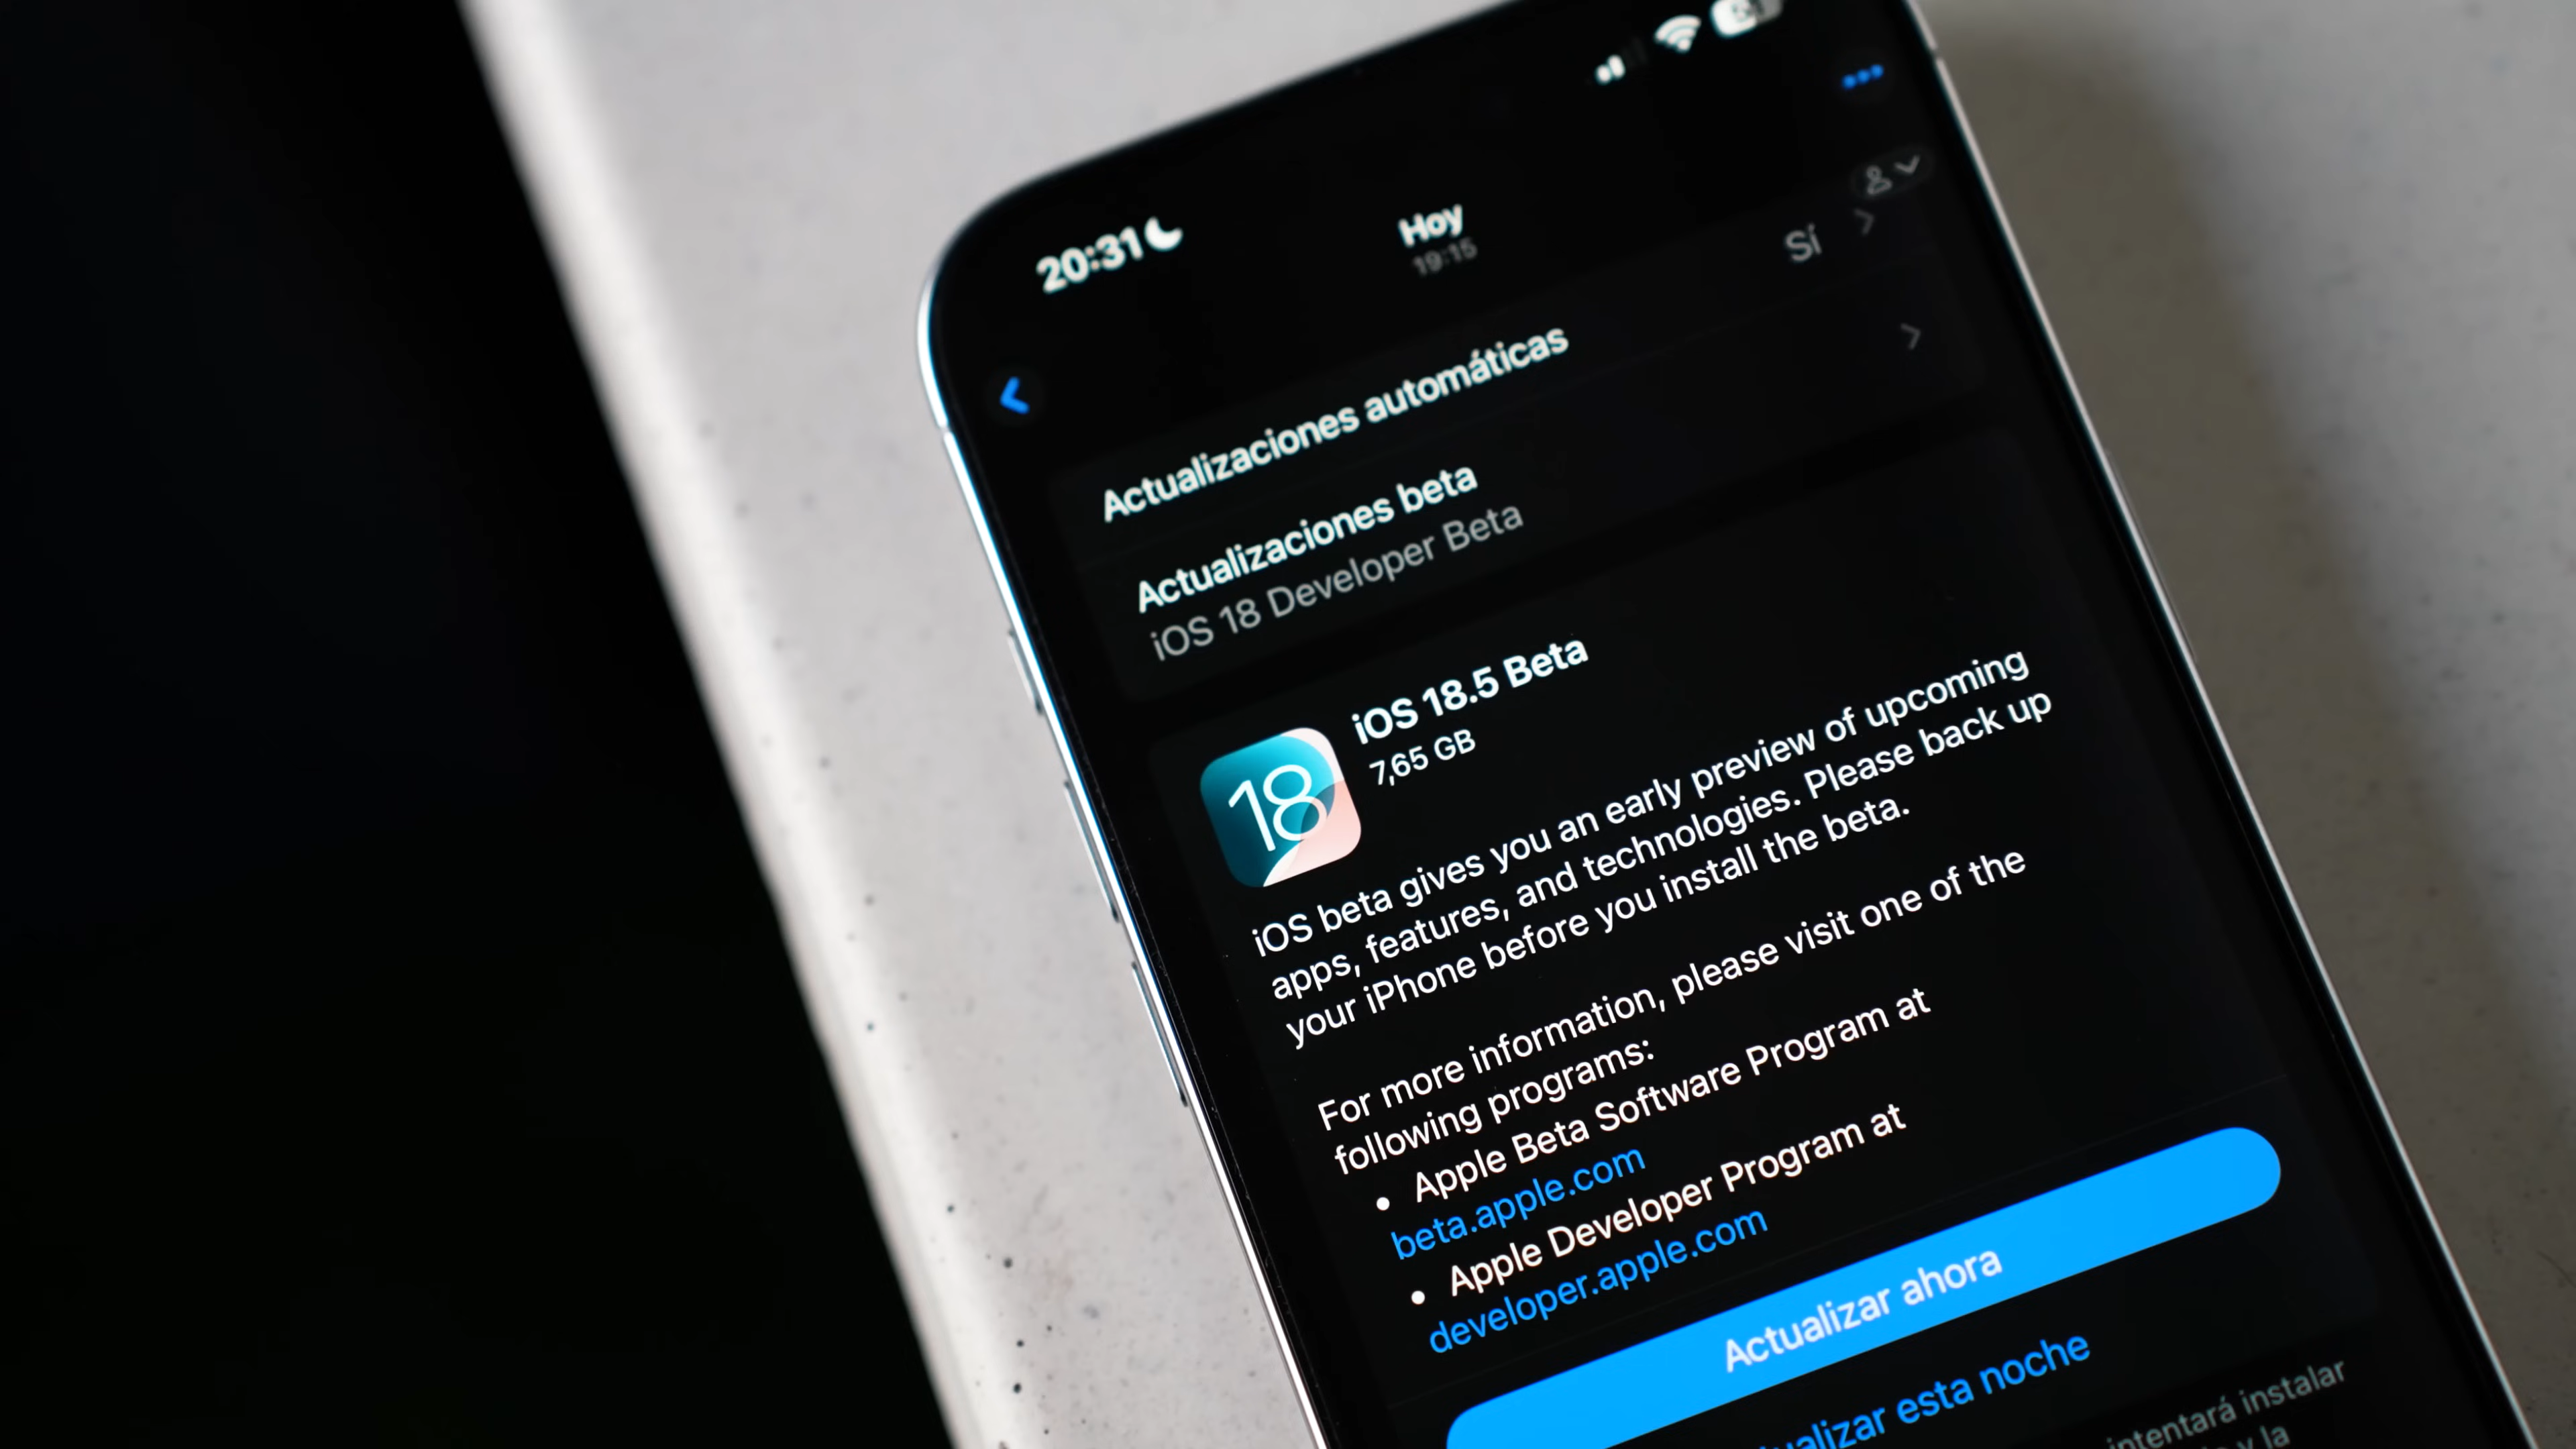 20:31
Hoy
19:15
Actualizaciones automáticas
Sí
Actualizaciones beta
iOS 18 Developer Beta
iOS 18.5 Beta
7,65 GB
18
iOS beta gives you an early preview of upcoming
apps, features, and technologies. Please back up
your iPhone before you install the beta.
For more information, please visit one of the
following programs:
• Apple Beta Software Program at
beta.apple.com
• Apple Developer Program at
developer.apple.com
Actualizar ahora
esta noche
intentará instalar
y la